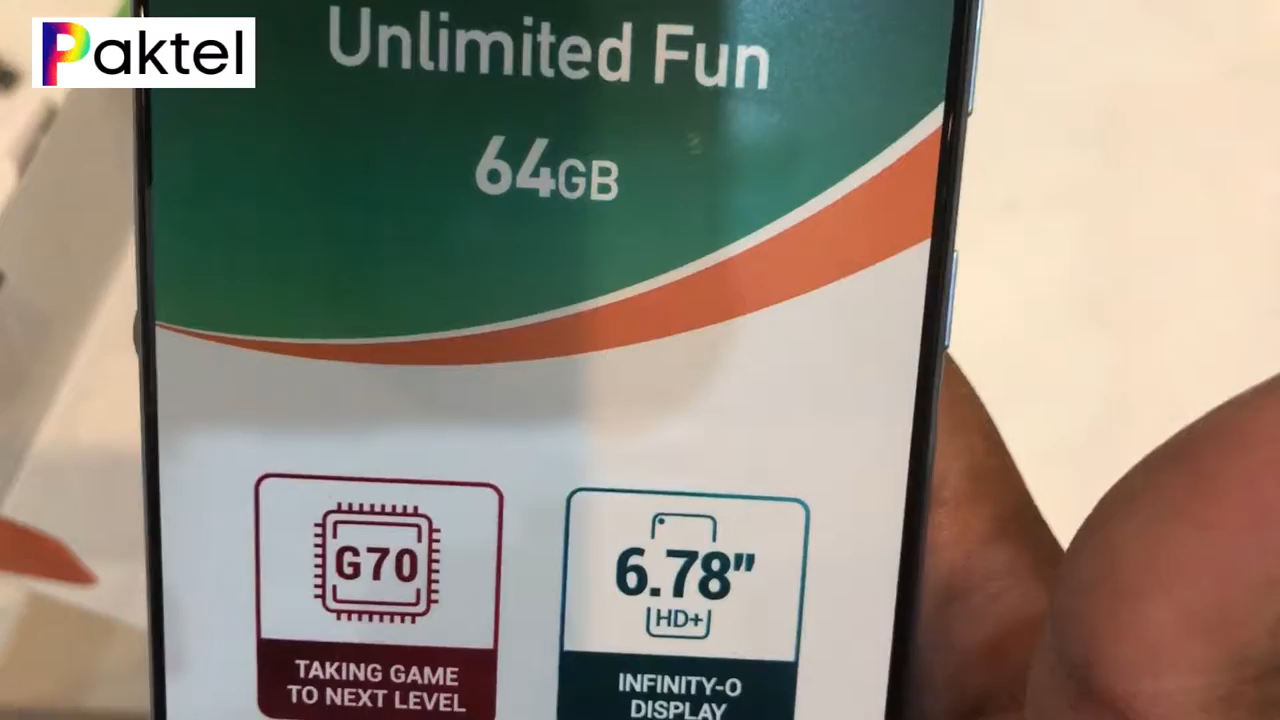 Paktel
Unlimited Fun
64GB
G70
TAKING GAME
TO NEXT LEVEL
6.78"
HD+
INFINITY-O
DISPLAY